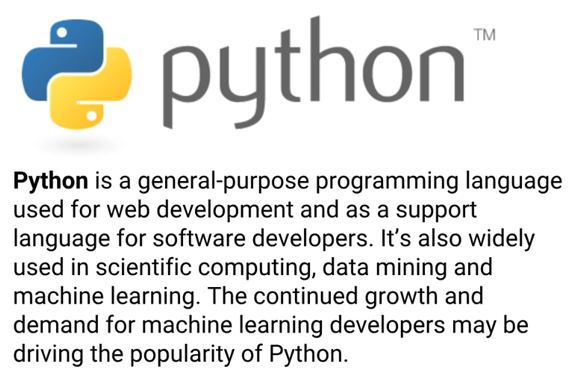 python™
Python is a general-purpose programming language
used for web development and as a support
language for software developers. It’s also widely
used in scientific computing, data mining and
machine learning. The continued growth and
demand for machine learning developers may be
driving the popularity of Python.